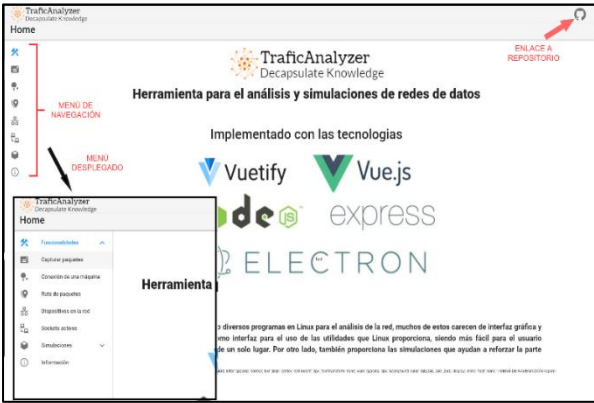 TraficAnalyzer
Decapsulate Knowledge
Home
ENLACE A
REPOSITORIO
TraficAnalyzer
Decapsulate Knowledge
Herramienta para el análisis y simulaciones de redes de datos
MENÚ DE
NAVEGACIÓN
Implementado con las tecnologias
MENÚ
DESPLEGADO
Vuetify
Vue.js
de
JS
express
ELECTRON
TraficAnalyzer
Decapsulate Knowledge
Home
Funcionalidades
Capturar paquetes
Conexión de una máquina
Ruta de paquetes
Dispositivos en la red
Sockets activos
Simulaciones
Información
Herramienta
diversos programas en Linux para el análisis de la red, muchos de estos carecen de interfaz gráfica y
omo interfaz para el uso de las utilidades que Linux proporciona, siendo más fácil para el usuario
de un solo lugar. Por otro lado, también proporciona las simulaciones que ayudan a reforzar la parte